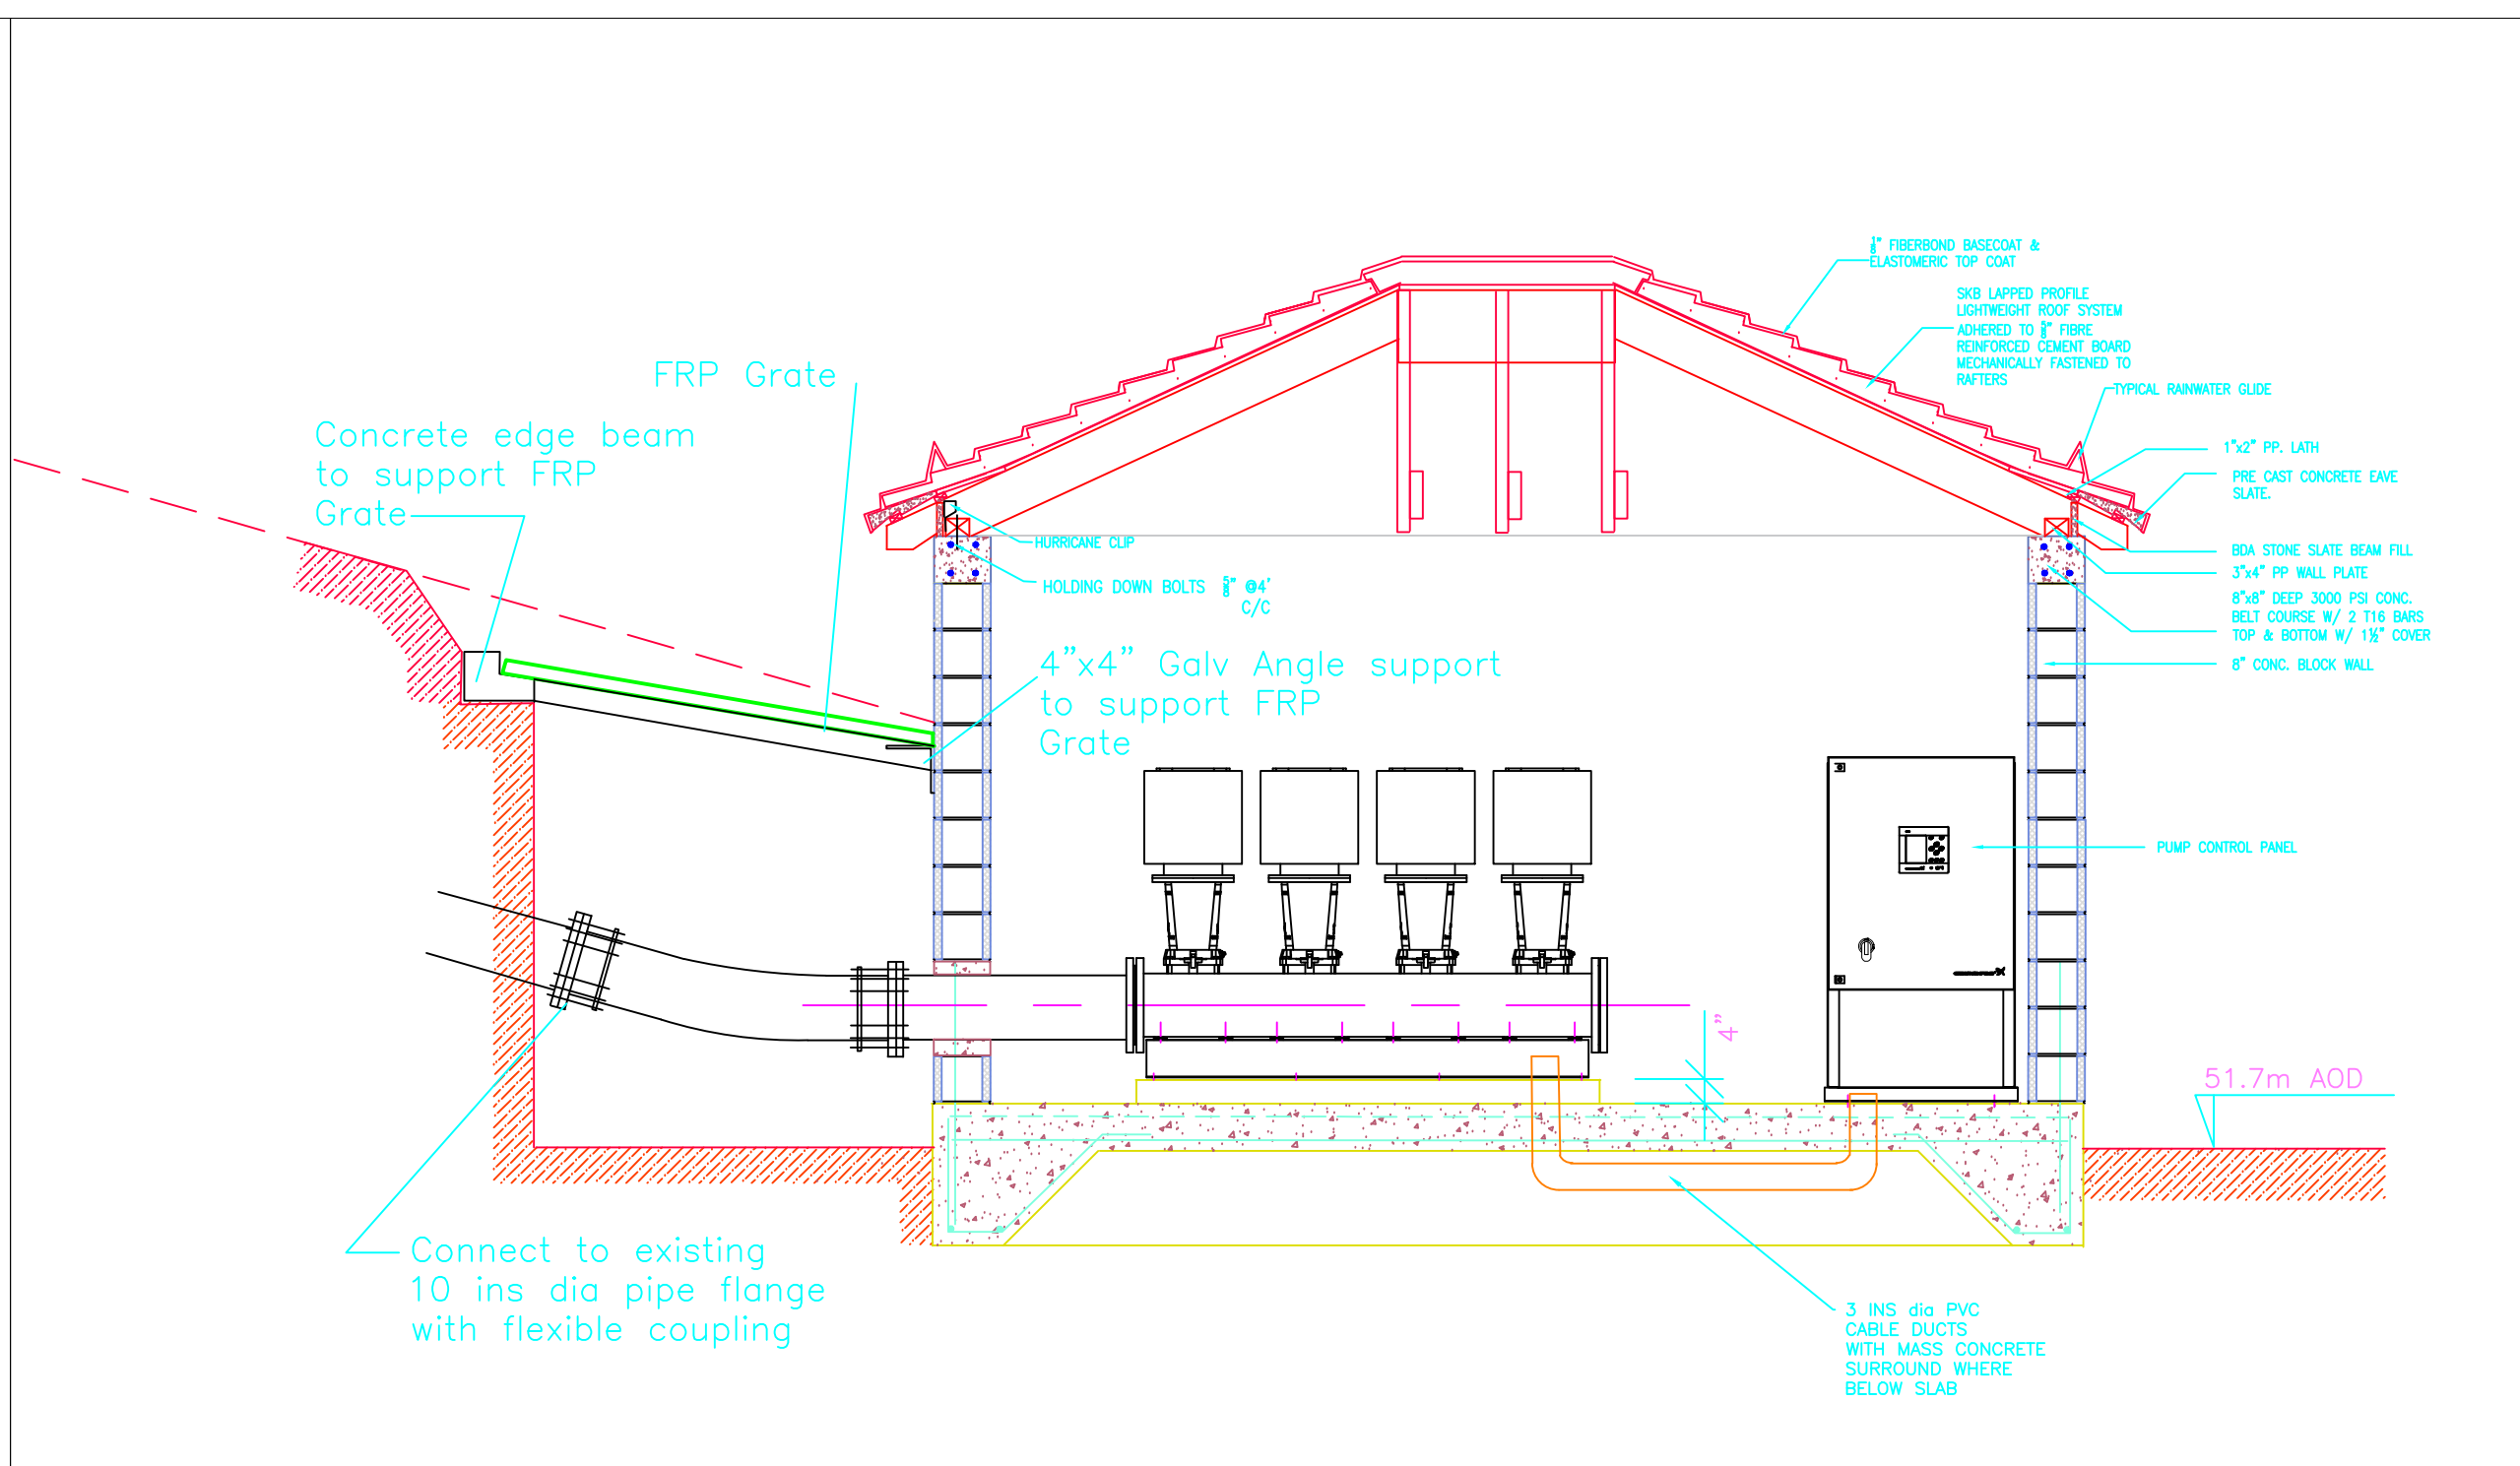 ⅛" FIBERBOND BASECOAT &
ELASTOMERIC TOP COAT
SKB LAPPED PROFILE
LIGHTWEIGHT ROOF SYSTEM
ADHERED TO ⅝" FIBRE
REINFORCED CEMENT BOARD
MECHANICALLY FASTENED TO
RAFTERS
TYPICAL RAINWATER GLIDE
1"x2" PP. LATH
PRE CAST CONCRETE EAVE
SLATE.
BDA STONE SLATE BEAM FILL
3"x4" PP WALL PLATE
8"x8" DEEP 3000 PSI CONC.
BELT COURSE W/ 2 T16 BARS
TOP & BOTTOM W/ 1½" COVER
8" CONC. BLOCK WALL
FRP Grate
Concrete edge beam
to support FRP
Grate
HURRICANE CLIP
HOLDING DOWN BOLTS ⅝" @4'
C/C
4"x4" Galv Angle support
to support FRP
Grate
PUMP CONTROL PANEL
4"
51.7m AOD
Connect to existing
10 ins dia pipe flange
with flexible coupling
3 INS dia PVC
CABLE DUCTS
WITH MASS CONCRETE
SURROUND WHERE
BELOW SLAB